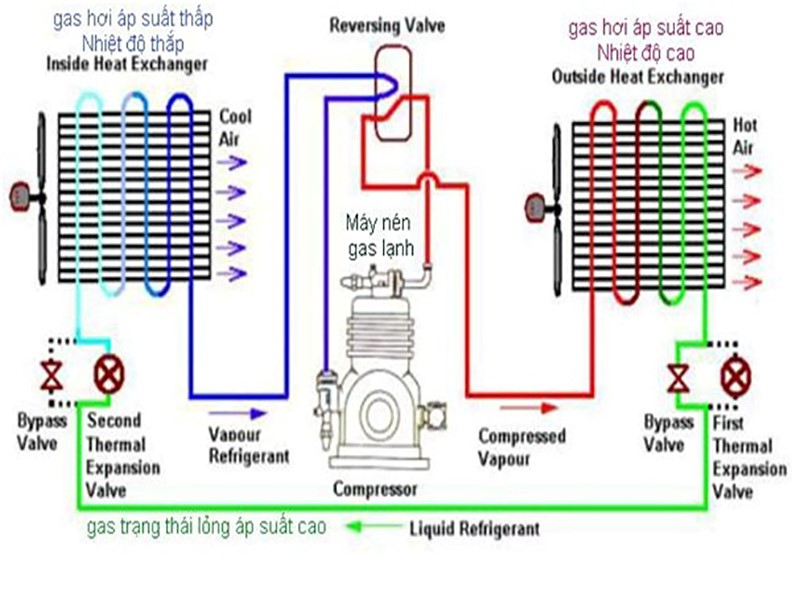 gas hơi áp suất thấp
Nhiệt độ thắp
Inside Heat Exchanger
Reversing Valve
gas hơi áp suất cao
Nhiệt độ cao
Outside Heat Exchanger
Cool
Air
Hot
Air
Máy nén
gas lạnh
Bypass
Valve
Second
Thermal
Expansion
Valve
Vapour
Refrigerant
Compressor
Compressed
Vapour
Bypass
Valve
First
Thermal
Expansion
Valve
gas trạng thái lỏng áp suất cao
Liquid Refrigerant